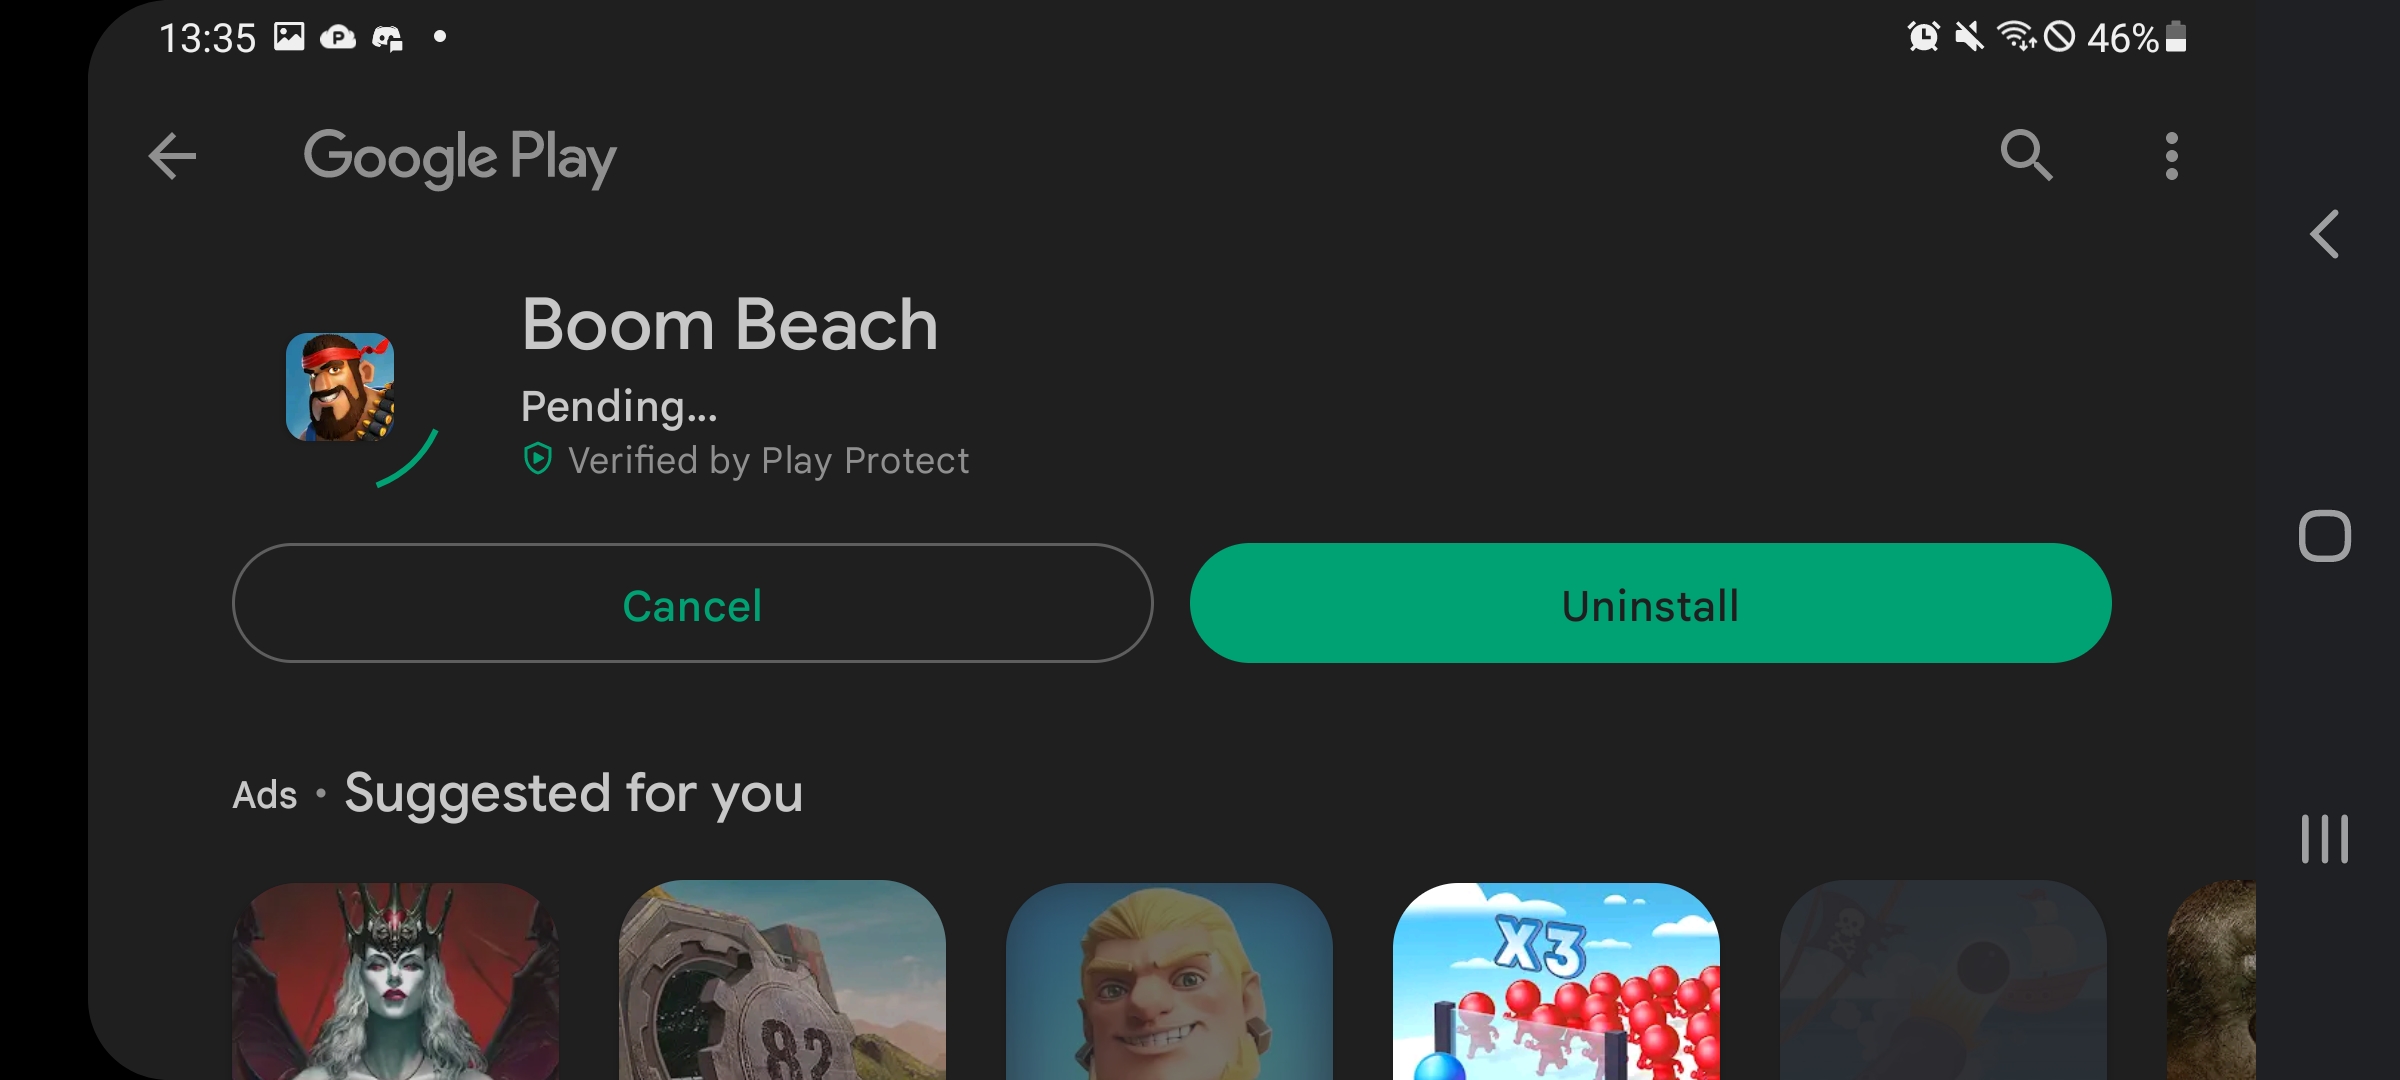 13:35
46%
Google Play
Boom Beach
Pending...
Verified by Play Protect
Cancel
Uninstall
Ads • Suggested for you
82
X3